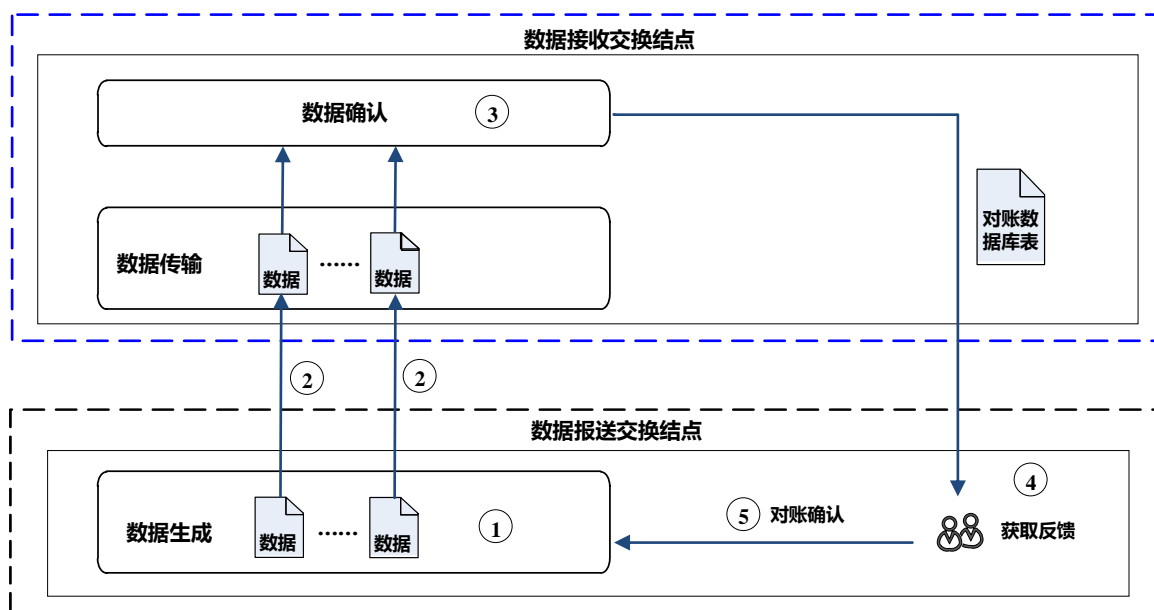 数据接收交换结点
数据确认
③
对账数
据库表
数据传输
数据
……
数据
②
②
数据报送交换结点
④
获取反馈
⑤
对账确认
数据生成
数据
……
数据
①